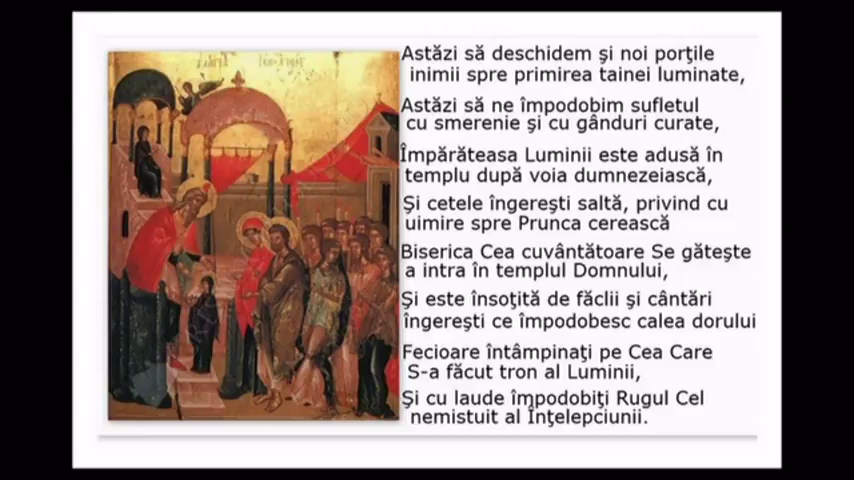 Astăzi să deschidem şi noi porţile
inimii spre primirea tainei luminate,
Astăzi să ne împodobim sufletul
cu smerenie şi cu gânduri curate,
Împărăteasa Luminii este adusă în
templu după voia dumnezeiască,
Şi cetele îngereşti saltă, privind cu
uimire spre Prunca cerească
Biserica Cea cuvântătoare Se găteşte
a intra în templul Domnului,
Şi este însoţită de făclii şi cântări
îngereşti ce împodobesc calea dorului
Fecioare întâmpinaţi pe Cea Care
S-a făcut tron al Luminii,
Şi cu laude împodobiţi Rugul Cel
nemistuit al Înţelepciunii.